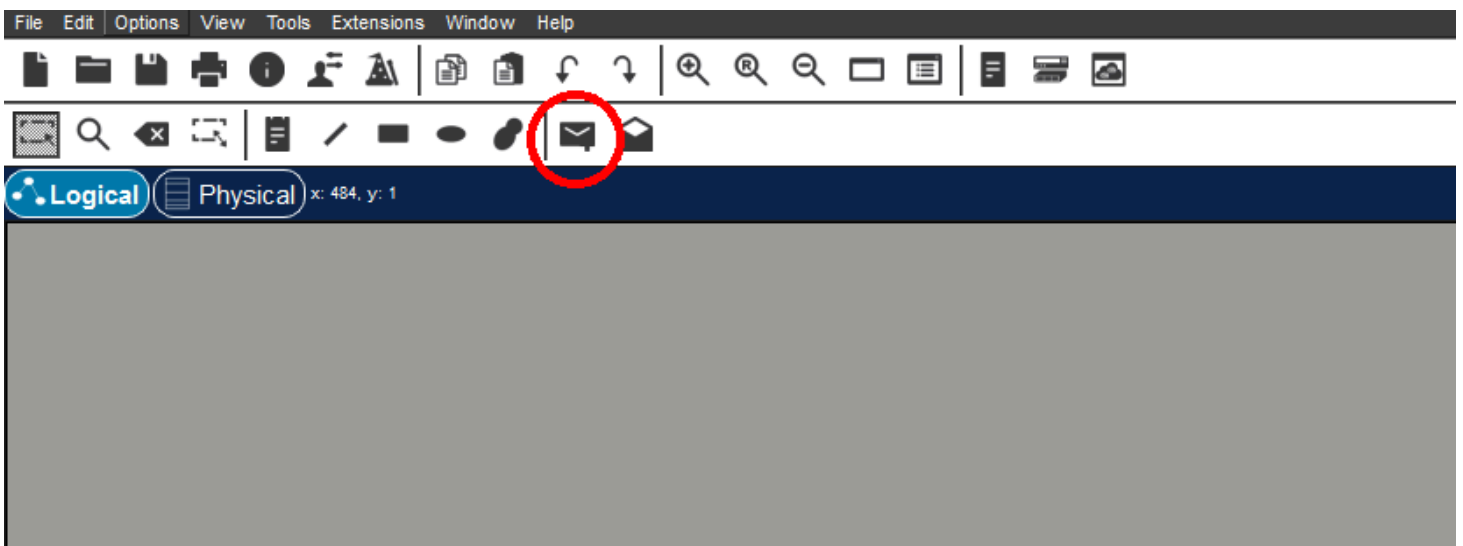 File Edit Options View Tools Extensions Window Help
R
Logical Physical x: 484, y: 1